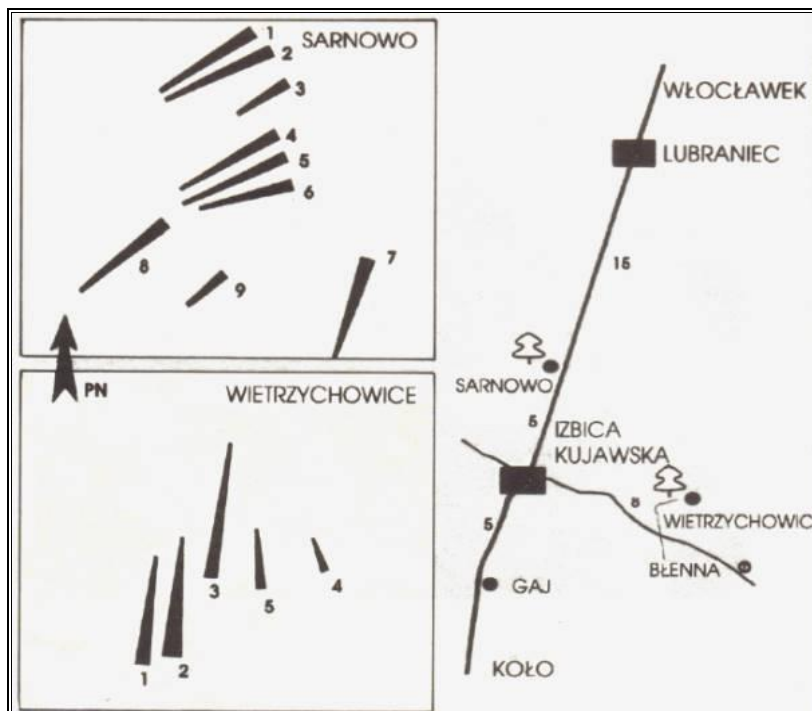 SARNOWO
1
2
3
4
5
6
7
8
9
PN
WIETRZYCHOWICE
1
2
3
4
5
WŁOCŁAWEK
LUBRANIEC
15
SARNOWO
5
IZBICA
KUJAWSKA
8
5
WIETRZYCHOWIC
BŁENNA
GAJ
KOŁO